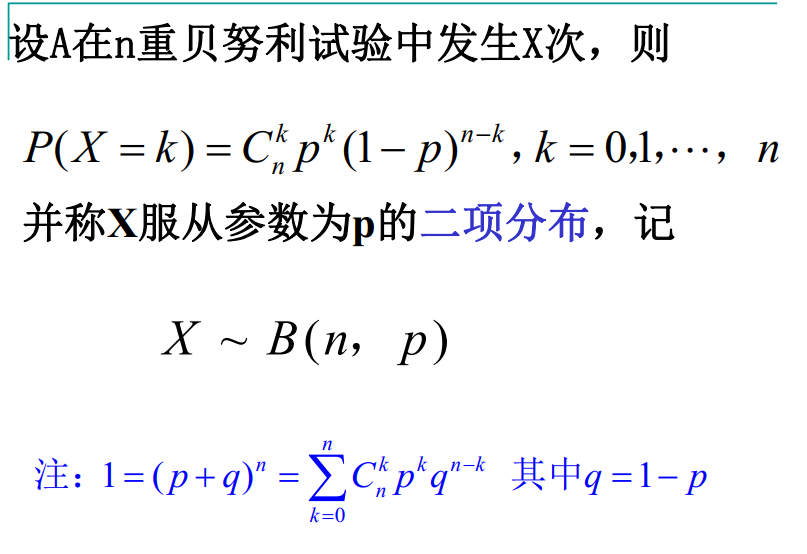 设A在n重贝努利试验中发生X次，则
P(X = k) = C_n^k p^k (1 − p)^{n−k}, k = 0,1,⋯, n
并称X服从参数为p的二项分布，记
X ~ B(n, p)
注：1 = (p + q)^n = \sum_{k=0}^{n} C_n^k p^k q^{n−k} 其中q = 1 − p